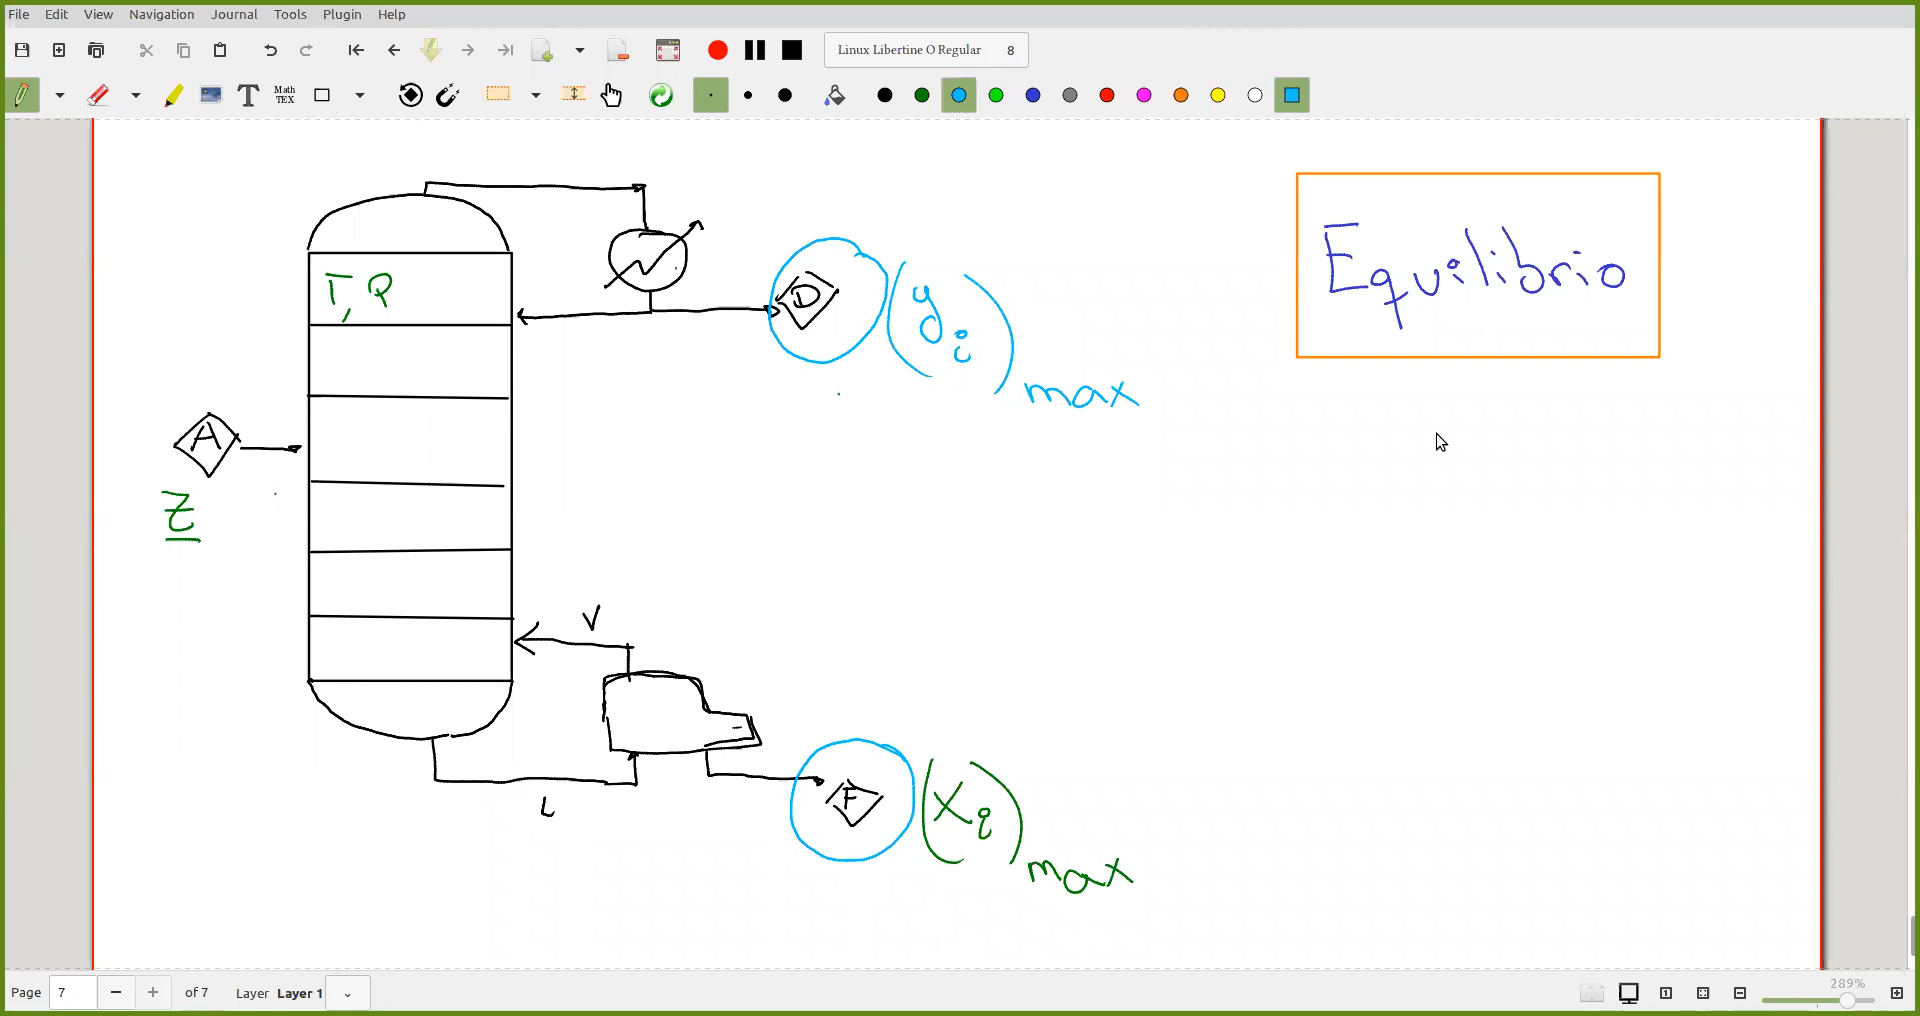 File Edit View Navigation Journal Tools Plugin Help
Linux Libertine O Regular 8
T Math TEX
T, P
D
(yi)max
Equilibrio
A
z
V
L
F
(xi)max
Page 7 of 7 Layer Layer 1
289%